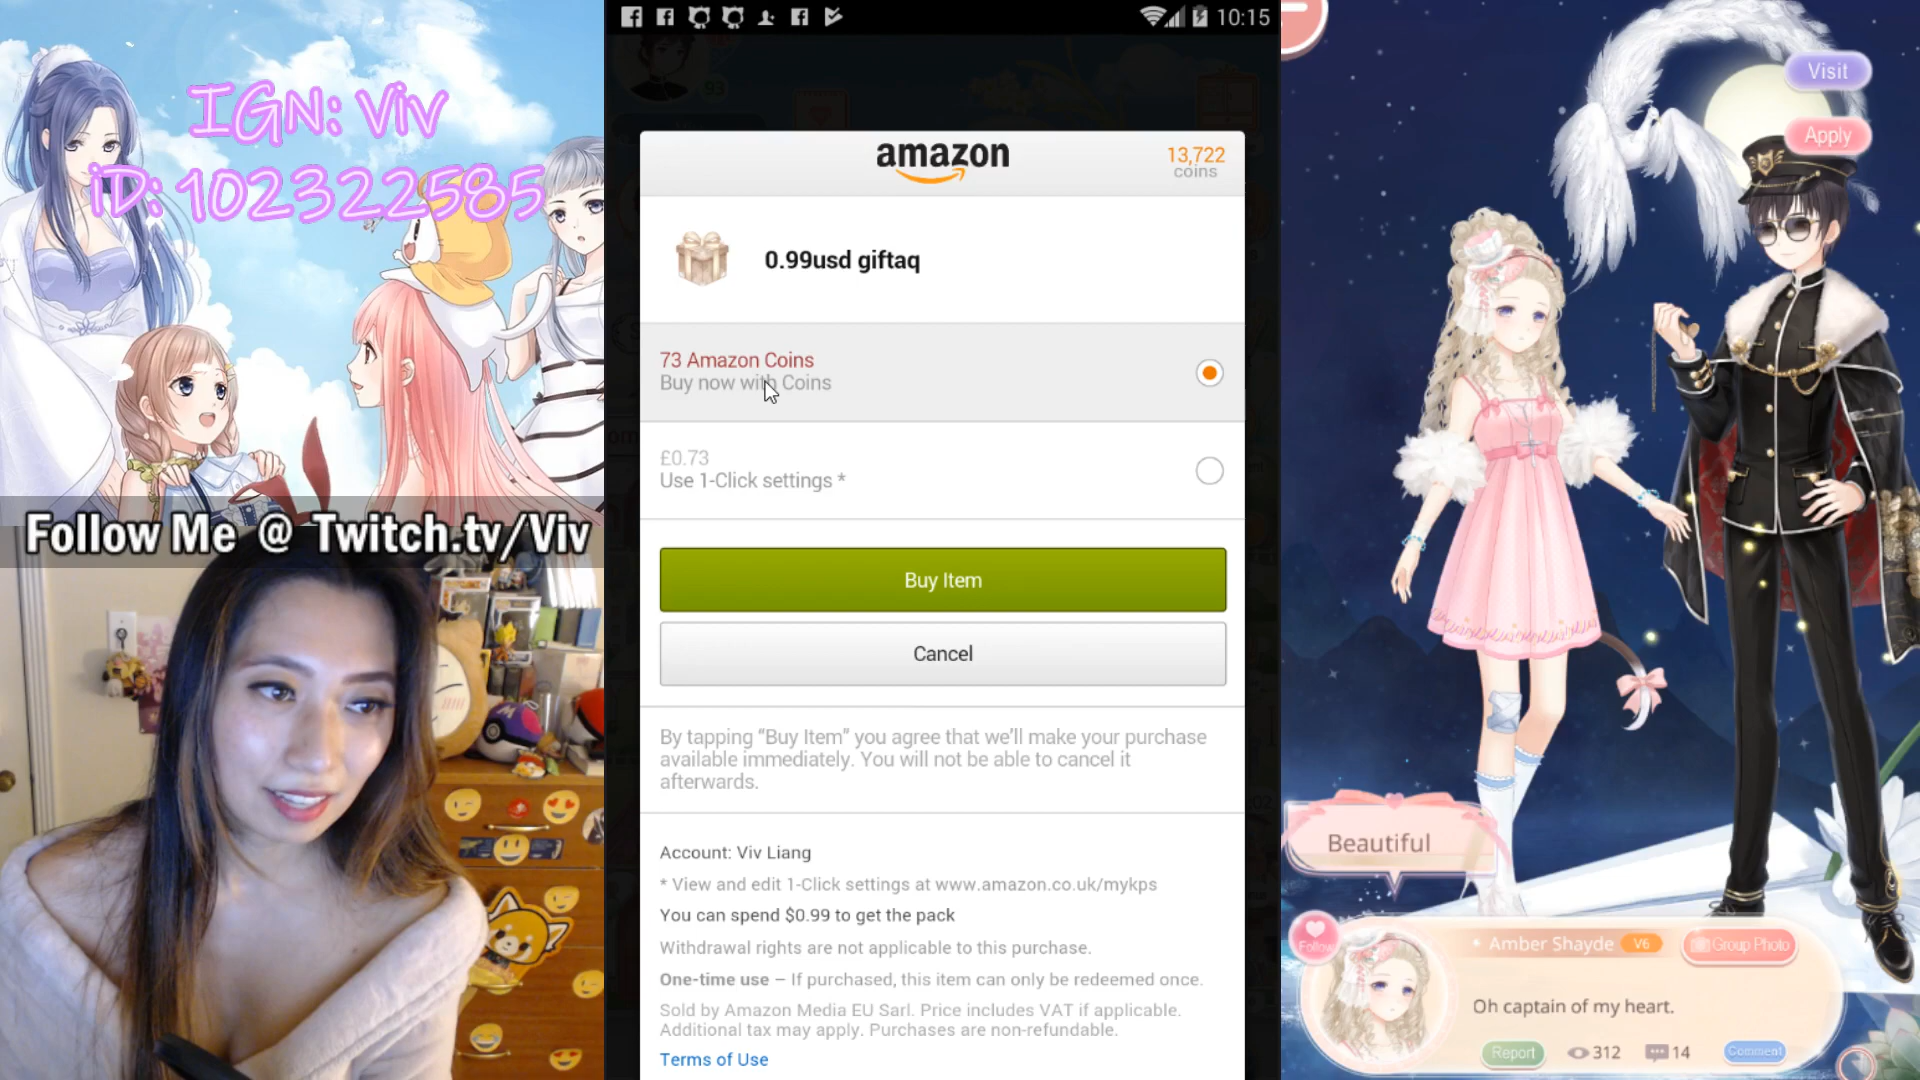 IGN: Viv
iD: 102322585
Follow Me @ Twitch.tv/Viv
10:15
93
amazon
13,722
coins
0.99usd giftaq
73 Amazon Coins
Buy now with Coins
£0.73
Use 1-Click settings *
Buy Item
Cancel
By tapping “Buy Item” you agree that we’ll make your purchase
available immediately. You will not be able to cancel it
afterwards.
Account: Viv Liang
* View and edit 1-Click settings at www.amazon.co.uk/mykps
You can spend $0.99 to get the pack
Withdrawal rights are not applicable to this purchase.
One-time use – If purchased, this item can only be redeemed once.
Sold by Amazon Media EU Sarl. Price includes VAT if applicable.
Additional tax may apply. Purchases are non-refundable.
Terms of Use
Visit
Apply
Beautiful
Follow
Amber Shayde V6
Group Photo
Oh captain of my heart.
Report 312 14 Comment